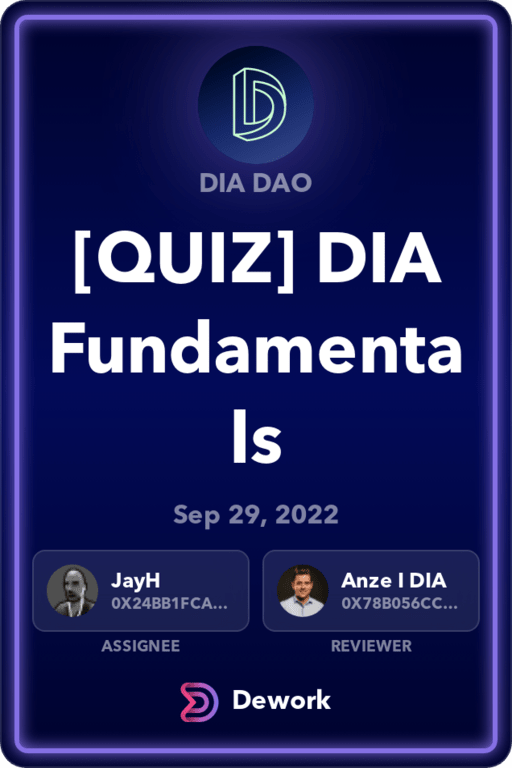 DIA DAO
[QUIZ] DIA
Fundamenta
ls
Sep 29, 2022
JayH
0X24BB1FCA...
Anze I DIA
0X78B056CC...
ASSIGNEE
REVIEWER
Dework